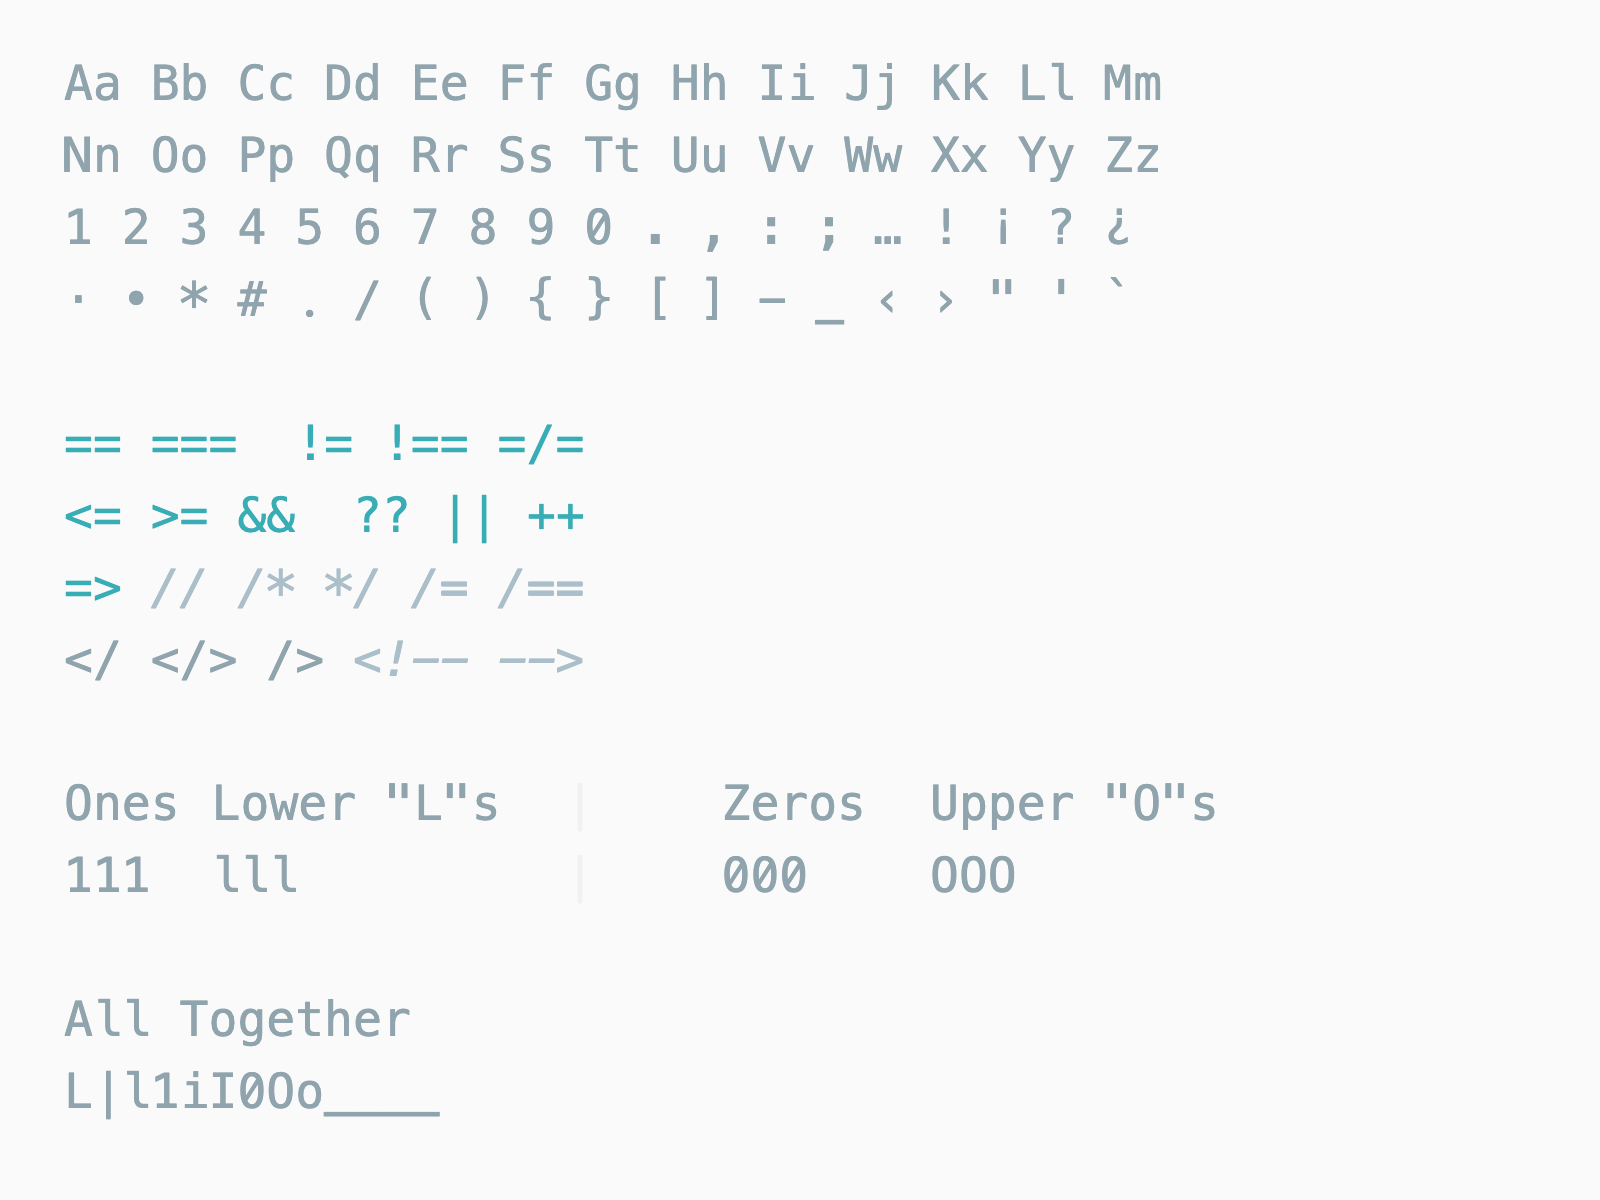 Aa Bb Cc Dd Ee Ff Gg Hh Ii Jj Kk Ll Mm
Nn Oo Pp Qq Rr Ss Tt Uu Vv Ww Xx Yy Zz
1 2 3 4 5 6 7 8 9 0 . , : ; … ! ¡ ? ¿
· • * # . / ( ) { } [ ] - _ ‹ › " ' `
== ===  != !== =/=
<= >= &&  ?? || ++
=> // /* */ /= /==
</ </> /> <!-- -->
Ones Lower "L"s | Zeros Upper "O"s
111 lll | 000 OOO
All Together
L|l1iI0Oo____